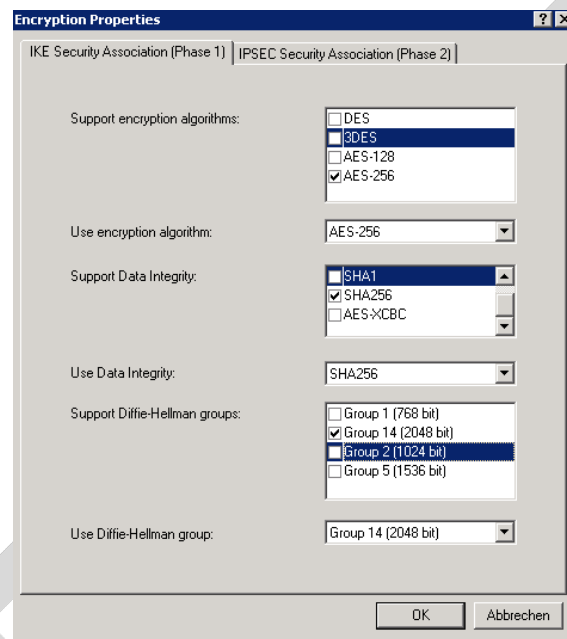 Encryption Properties
IKE Security Association (Phase 1)
IPSEC Security Association (Phase 2)
Support encryption algorithms:
DES
3DES
AES-128
AES-256
Use encryption algorithm:
AES-256
Support Data Integrity:
SHA1
SHA256
AES-XCBC
Use Data Integrity:
SHA256
Support Diffie-Hellman groups:
Group 1 (768 bit)
Group 14 (2048 bit)
Group 2 (1024 bit)
Group 5 (1536 bit)
Use Diffie-Hellman group:
Group 14 (2048 bit)
OK
Abbrechen